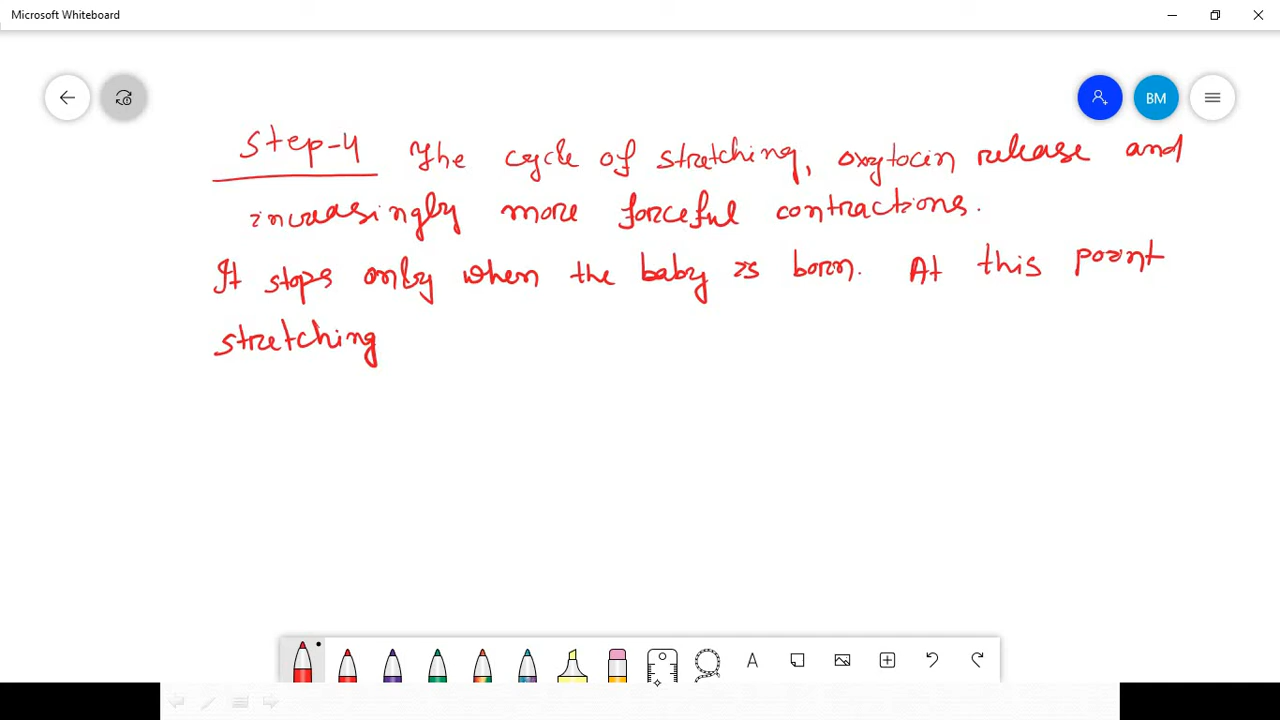 Microsoft Whiteboard
BM
Step-4 The cycle of stretching, oxytocin release and
increasingly more forceful contractions.
It stops only when the baby is born. At this point
stretching
A